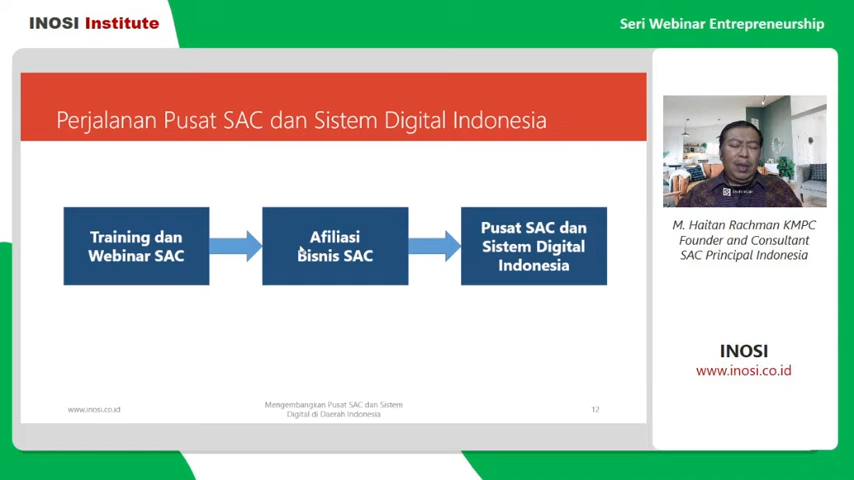 INOSI Institute
Seri Webinar Entrepreneurship
Perjalanan Pusat SAC dan Sistem Digital Indonesia
Training dan
Webinar SAC
Afiliasi
Bisnis SAC
Pusat SAC dan
Sistem Digital
Indonesia
www.inosi.co.id
Mengembangkan Pusat SAC dan Sistem
Digital di Daerah Indonesia
12
M. Haitan Rachman KMPC
Founder and Consultant
SAC Principal Indonesia
INOSI
www.inosi.co.id